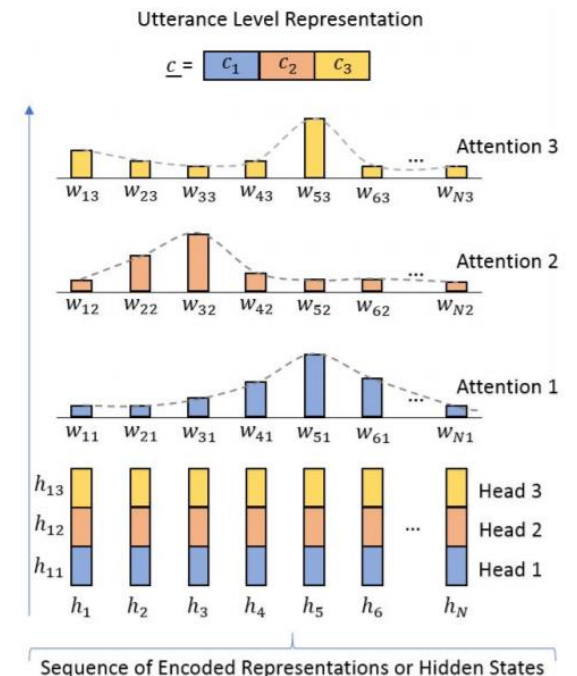 Utterance Level Representation
c = c1 c2 c3
... Attention 3
w13 w23 w33 w43 w53 w63 wN3
... Attention 2
w12 w22 w32 w42 w52 w62 wN2
... Attention 1
w11 w21 w31 w41 w51 w61 wN1
h13 Head 3
h12 ... Head 2
h11 Head 1
h1 h2 h3 h4 h5 h6 hN
Sequence of Encoded Representations or Hidden States